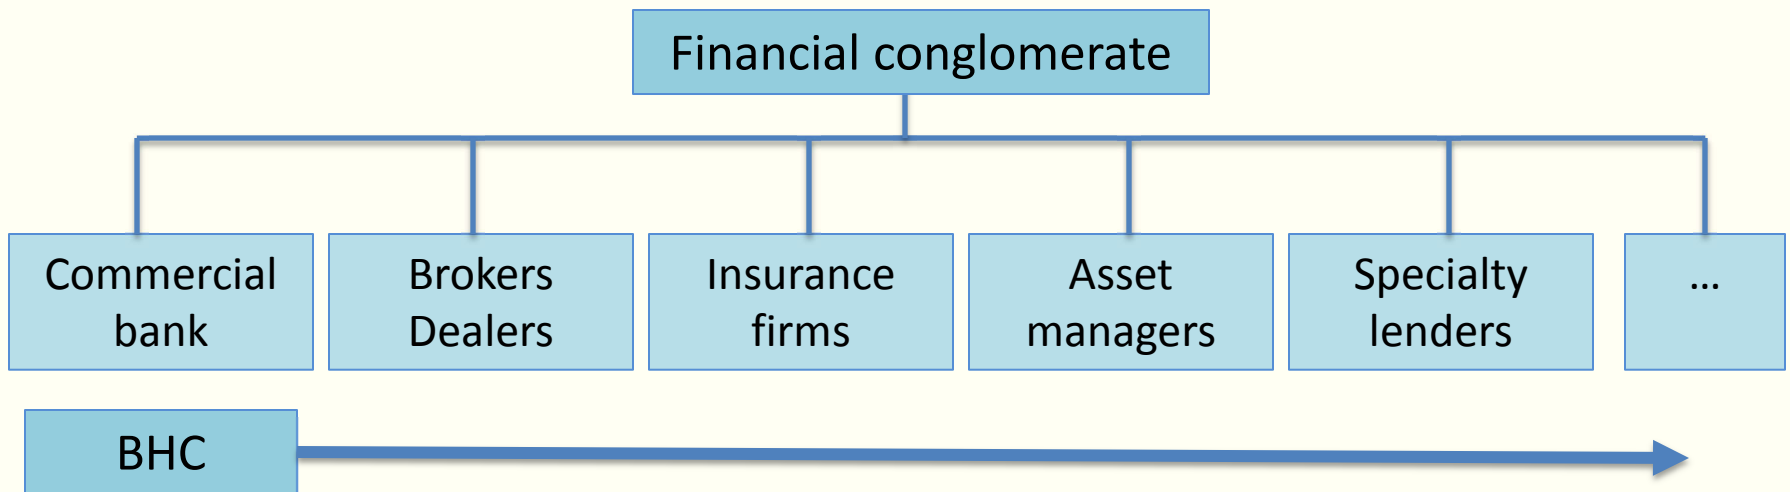 Financial conglomerate
Commercial
bank
Brokers
Dealers
Insurance
firms
Asset
managers
Specialty
lenders
...
BHC